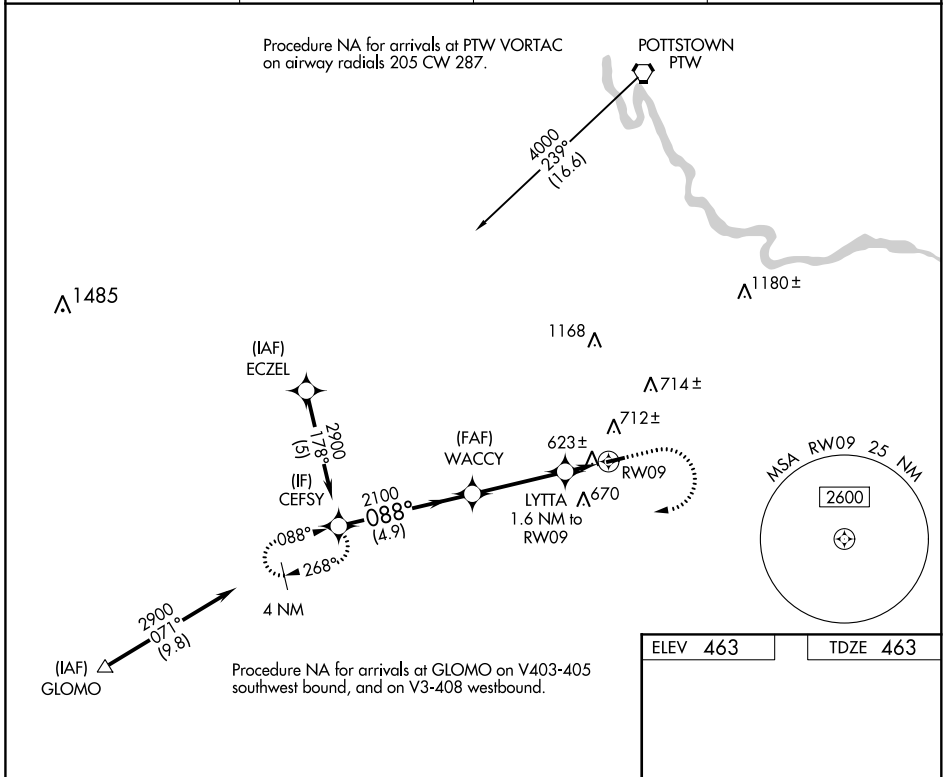 Procedure NA for arrivals at PTW VORTAC
on airway radials 205 CW 287.
POTTSTOWN
PTW
4000
239°
(16.6)
1485
1180±
1168
(IAF)
ECZEL
714±
2900
178°
(5)
712±
(FAF)
WACCY
623±
RW09
MSA RW09 25 NM
2600
(IF)
CEFSY
2100
088°
(4.9)
LYTTA
1.6 NM to
RW09
670
088°
268°
4 NM
2900
071°
(9.8)
(IAF)
GLOMO
Procedure NA for arrivals at GLOMO on V403-405
southwest bound, and on V3-408 westbound.
ELEV 463
TDZE 463